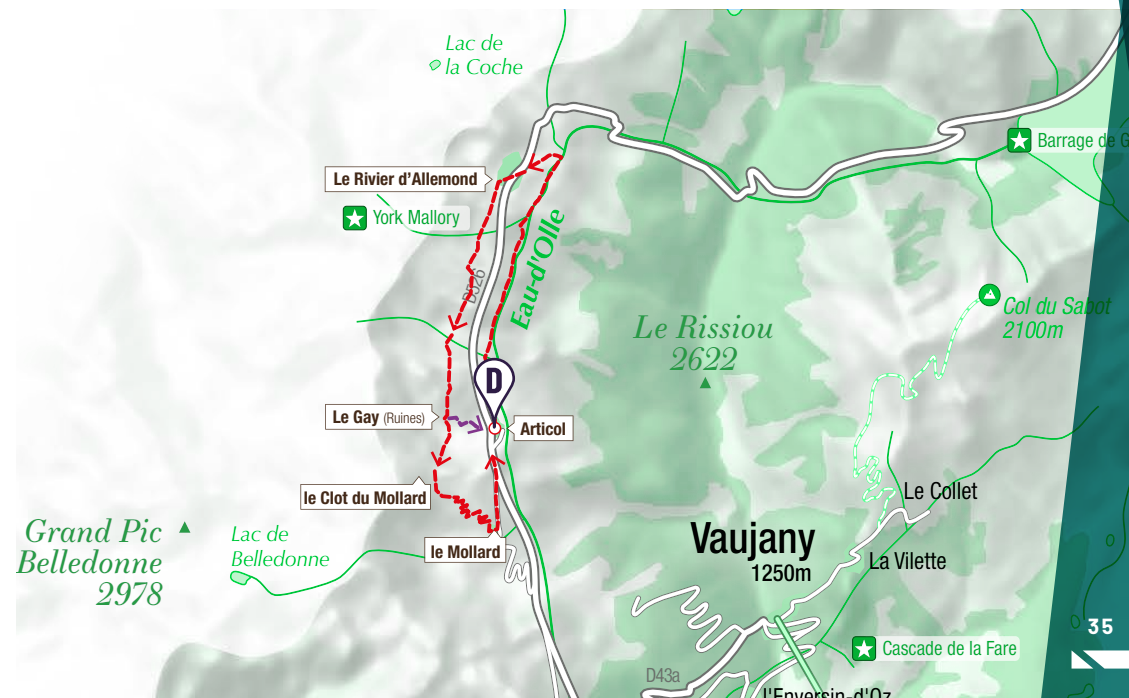 Lac de
la Coche
Barrage de G
Le Rivier d'Allemond
York Mallory
D526
Eau-d'Olle
Col du Sabot
2100m
Le Rissiou
2622
D
Le Gay (Ruines)
Articol
le Clot du Mollard
Le Collet
Grand Pic
Belledonne
2978
Lac de
Belledonne
le Mollard
Vaujany
1250m
La Vilette
35
Cascade de la Fare
D43a
l'Enversin-d'Oz